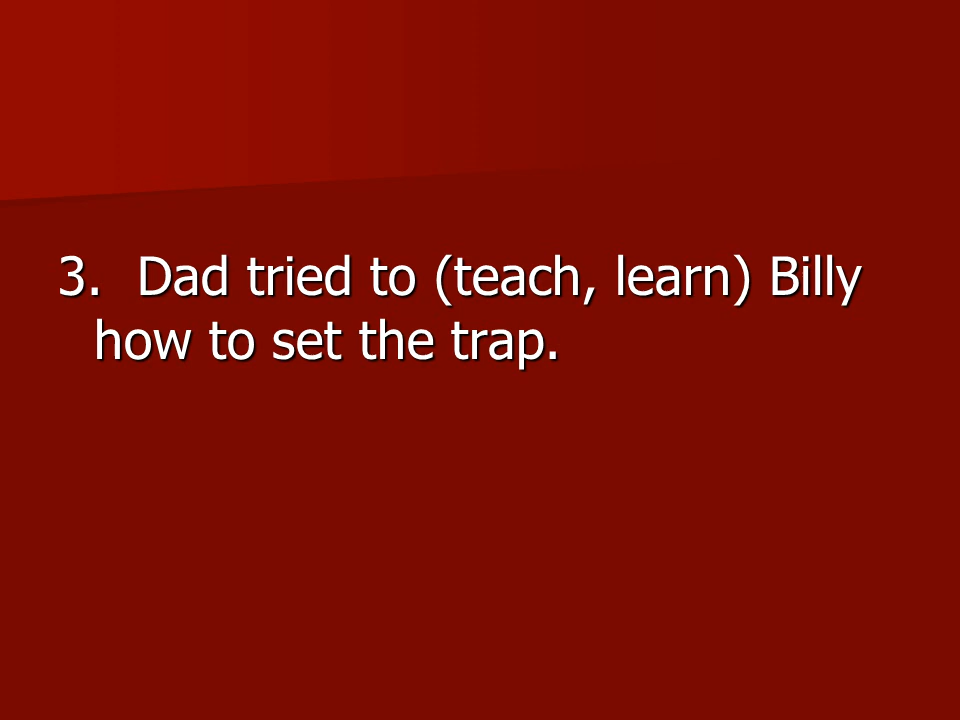 3. Dad tried to (teach, learn) Billy
how to set the trap.